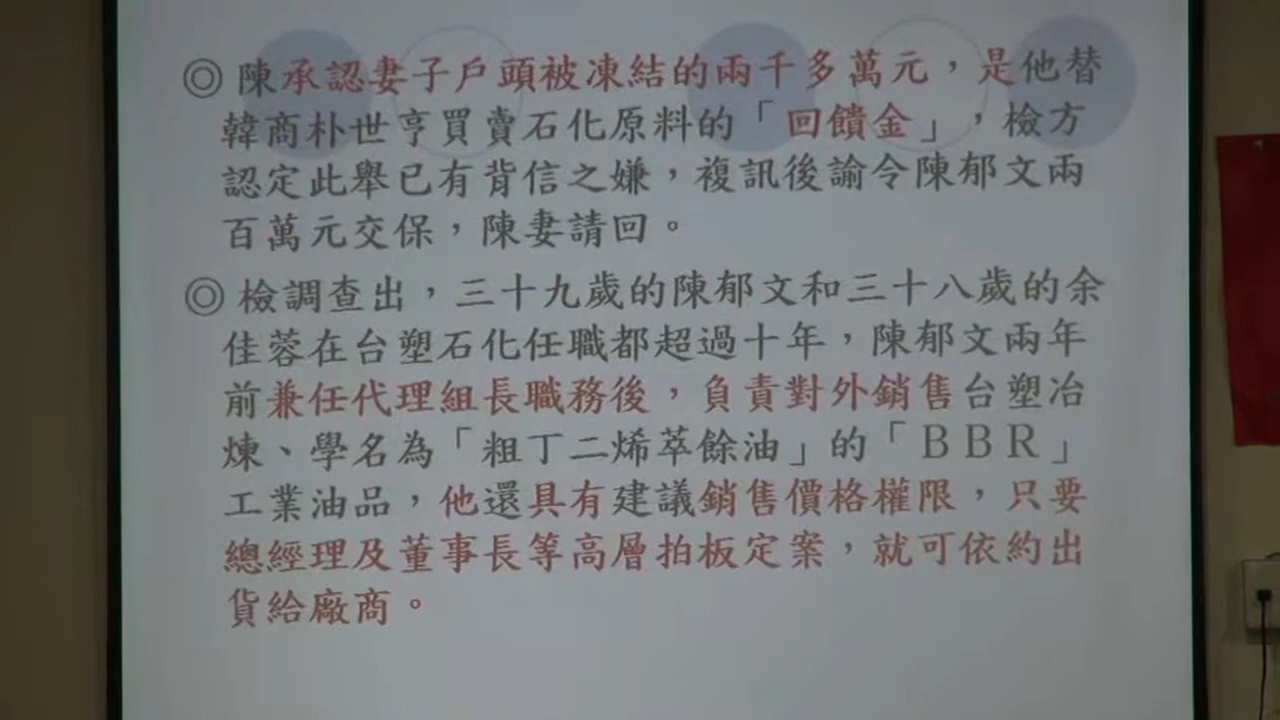 ◎陳承認妻子戶頭被凍結的兩千多萬元，是他替
韓商朴世亨買賣石化原料的「回饋金」，檢方
認定此舉已有背信之嫌，複訊後諭令陳郁文兩
百萬元交保，陳妻請回。
◎檢調查出，三十九歲的陳郁文和三十八歲的余
佳蓉在台塑石化任職都超過十年，陳郁文兩年
前兼任代理組長職務後，負責對外銷售台塑冶
煉、學名為「粗丁二烯萃餘油」的「ＢＢＲ」
工業油品，他還具有建議銷售價格權限，只要
總經理及董事長等高層拍板定案，就可依約出
貨給廠商。